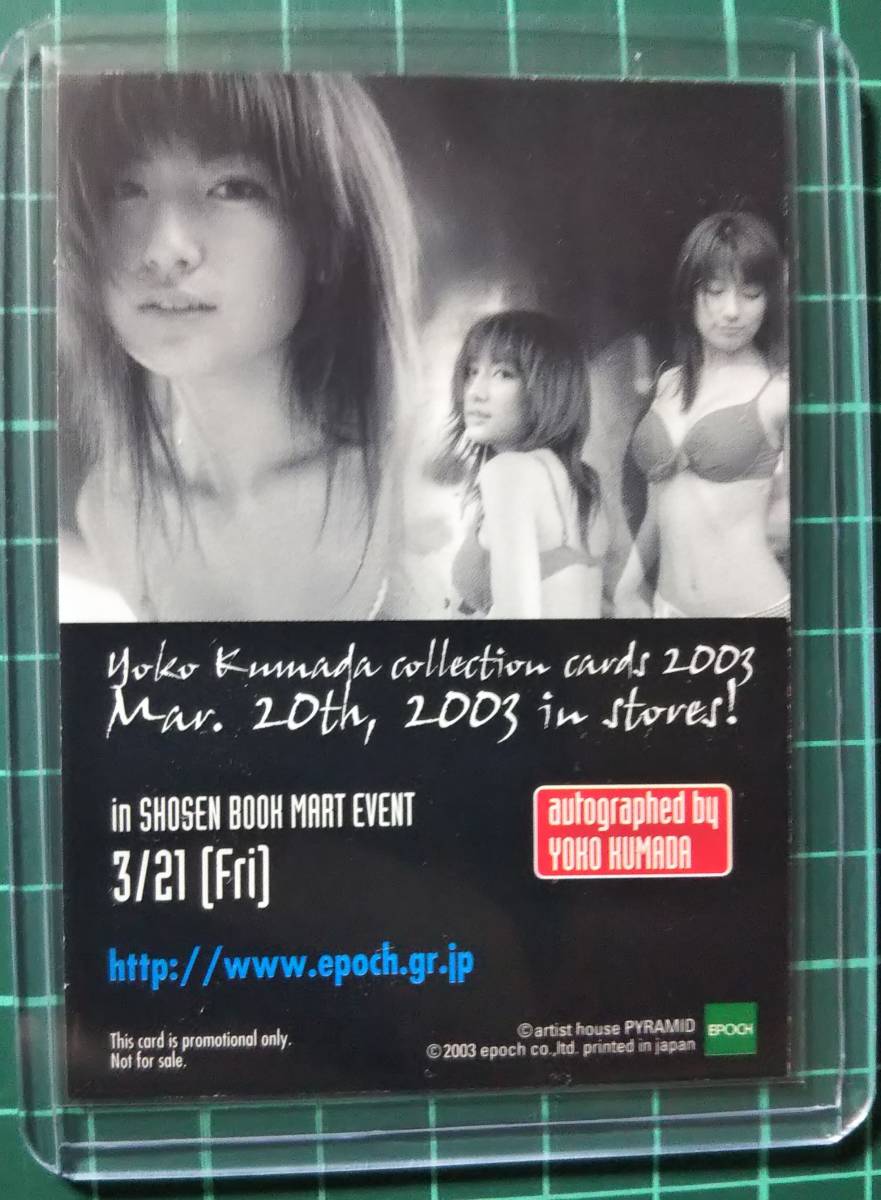 Yoko Kumada collection cards 2003
Mar. 20th, 2003 in stores!
in SHOSEN BOOK MART EVENT
3/21 (Fri)
autographed by
YOKO KUMADA
http://www.epoch.gr.jp
This card is promotional only.
Not for sale.
©artist house PYRAMID
©2003 epoch co.,ltd. printed in japan
EPOCH